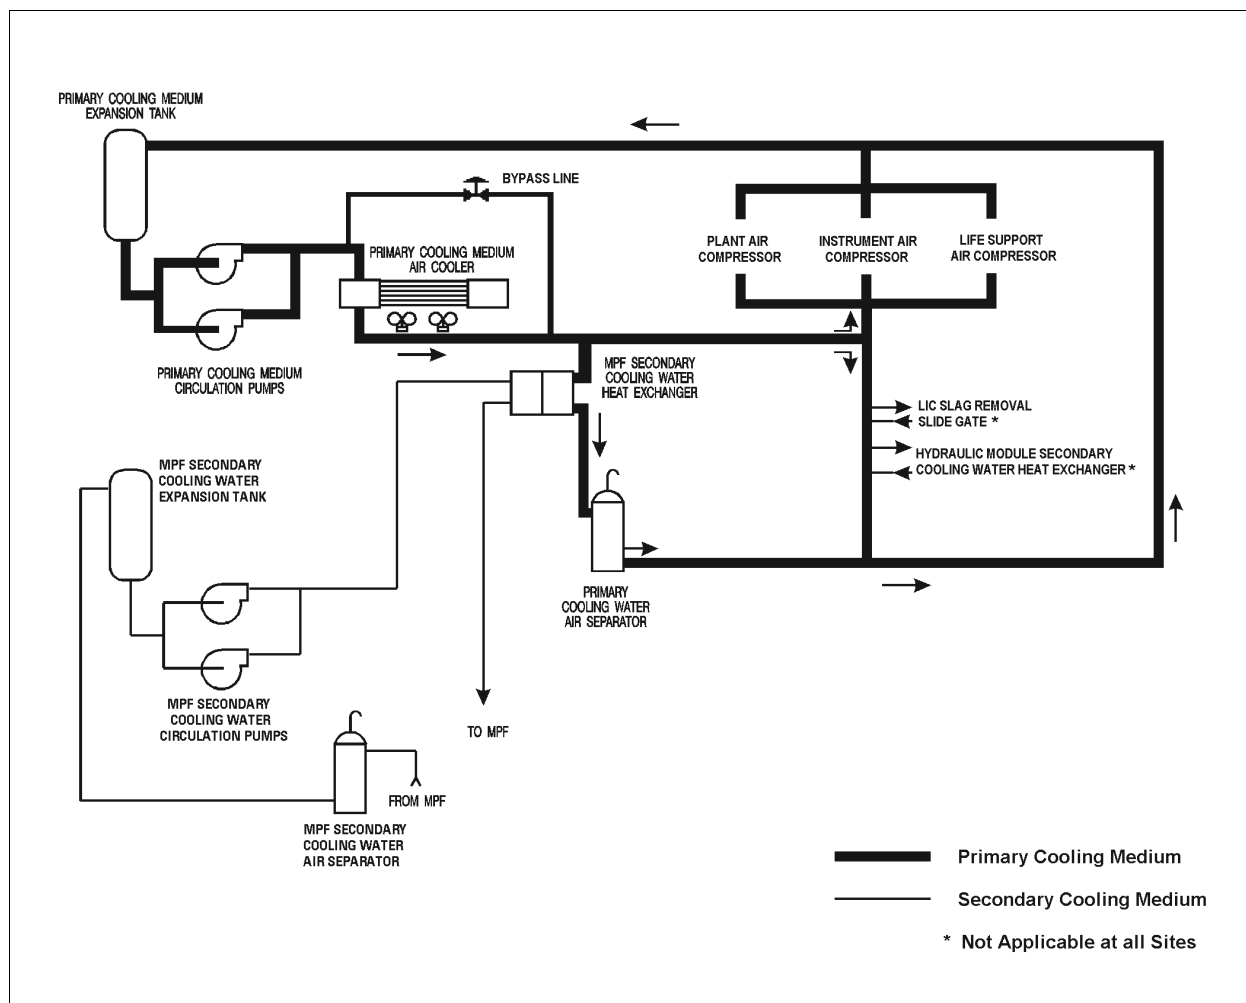 PRIMARY COOLING MEDIUM
EXPANSION TANK
BYPASS LINE
PRIMARY COOLING MEDIUM
AIR COOLER
PLANT AIR
COMPRESSOR
INSTRUMENT AIR
COMPRESSOR
LIFE SUPPORT
AIR COMPRESSOR
PRIMARY COOLING MEDIUM
CIRCULATION PUMPS
MPF SECONDARY
COOLING WATER
HEAT EXCHANGER
LIC SLAG REMOVAL
SLIDE GATE *
HYDRAULIC MODULE SECONDARY
COOLING WATER HEAT EXCHANGER *
MPF SECONDARY
COOLING WATER
EXPANSION TANK
PRIMARY
COOLING WATER
AIR SEPARATOR
MPF SECONDARY
COOLING WATER
CIRCULATION PUMPS
TO MPF
FROM MPF
MPF SECONDARY
COOLING WATER
AIR SEPARATOR
Primary Cooling Medium
Secondary Cooling Medium
* Not Applicable at all Sites